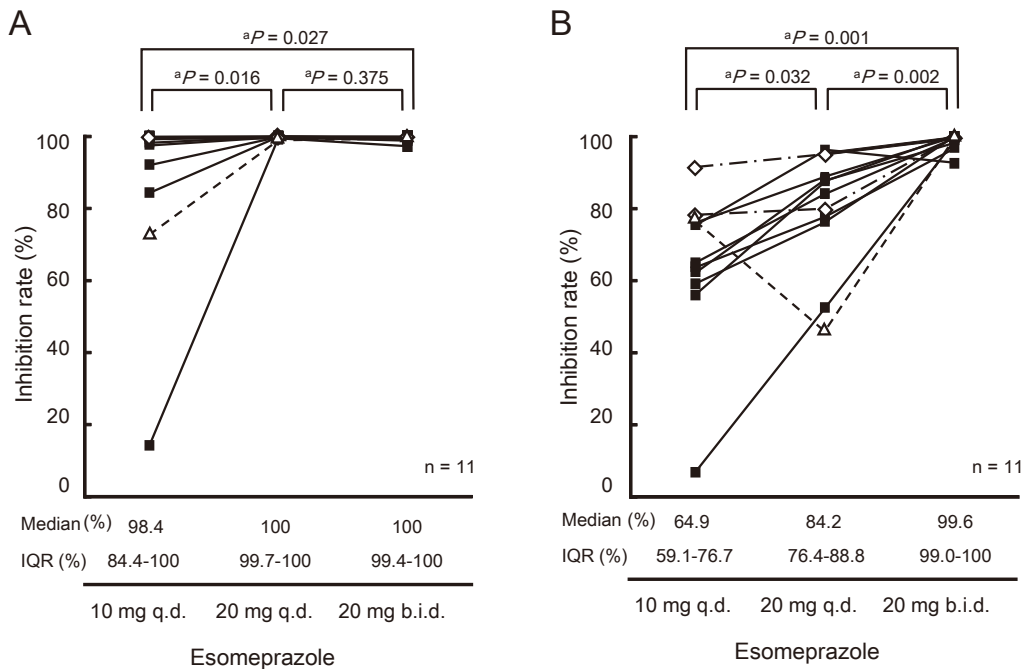 A
ᵃP = 0.027
ᵃP = 0.016
ᵃP = 0.375
100
80
60
40
20
0
Inhibition rate (%)
n = 11
Median (%) 98.4 100 100
IQR (%) 84.4-100 99.7-100 99.4-100
10 mg q.d. 20 mg q.d. 20 mg b.i.d.
Esomeprazole
B
ᵃP = 0.001
ᵃP = 0.032
ᵃP = 0.002
100
80
60
40
20
0
Inhibition rate (%)
n = 11
Median (%) 64.9 84.2 99.6
IQR (%) 59.1-76.7 76.4-88.8 99.0-100
10 mg q.d. 20 mg q.d. 20 mg b.i.d.
Esomeprazole